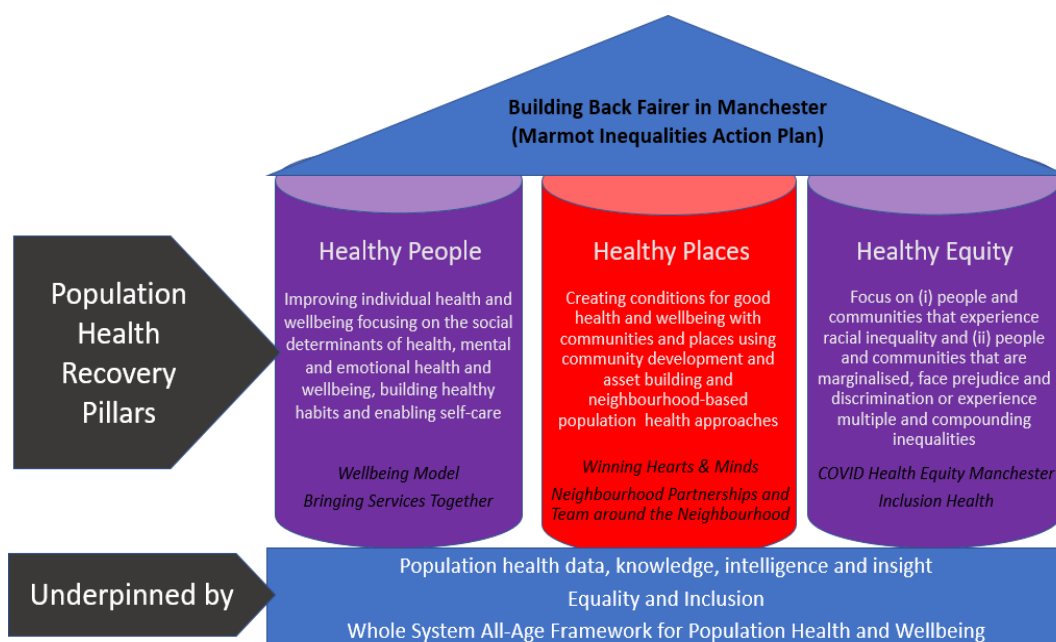 Building Back Fairer in Manchester
(Marmot Inequalities Action Plan)
Population
Health
Recovery
Pillars
Healthy People
Improving individual health and
wellbeing focusing on the social
determinants of health, mental
and emotional health and
wellbeing, building healthy
habits and enabling self-care
Wellbeing Model
Bringing Services Together
Healthy Places
Creating conditions for good
health and wellbeing with
communities and places using
community development and
asset building and
neighbourhood-based
population health approaches
Winning Hearts & Minds
Neighbourhood Partnerships and
Team around the Neighbourhood
Healthy Equity
Focus on (i) people and
communities that experience
racial inequality and (ii) people
and communities that are
marginalised, face prejudice and
discrimination or experience
multiple and compounding
inequalities
COVID Health Equity Manchester
Inclusion Health
Underpinned by
Population health data, knowledge, intelligence and insight
Equality and Inclusion
Whole System All-Age Framework for Population Health and Wellbeing